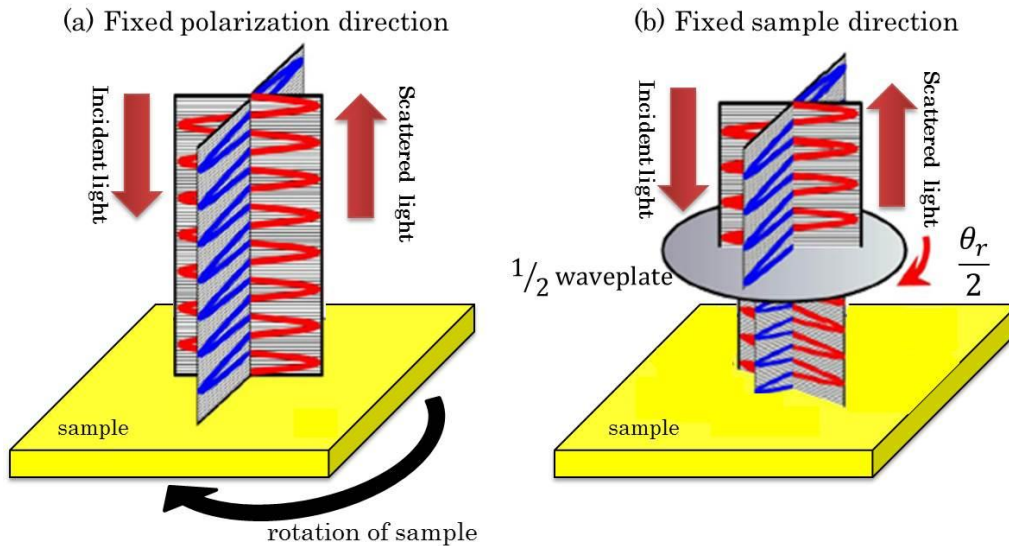 (a) Fixed polarization direction
(b) Fixed sample direction
Incident light
Scattered light
Incident light
Scattered light
1/2 waveplate
θr/2
sample
sample
rotation of sample